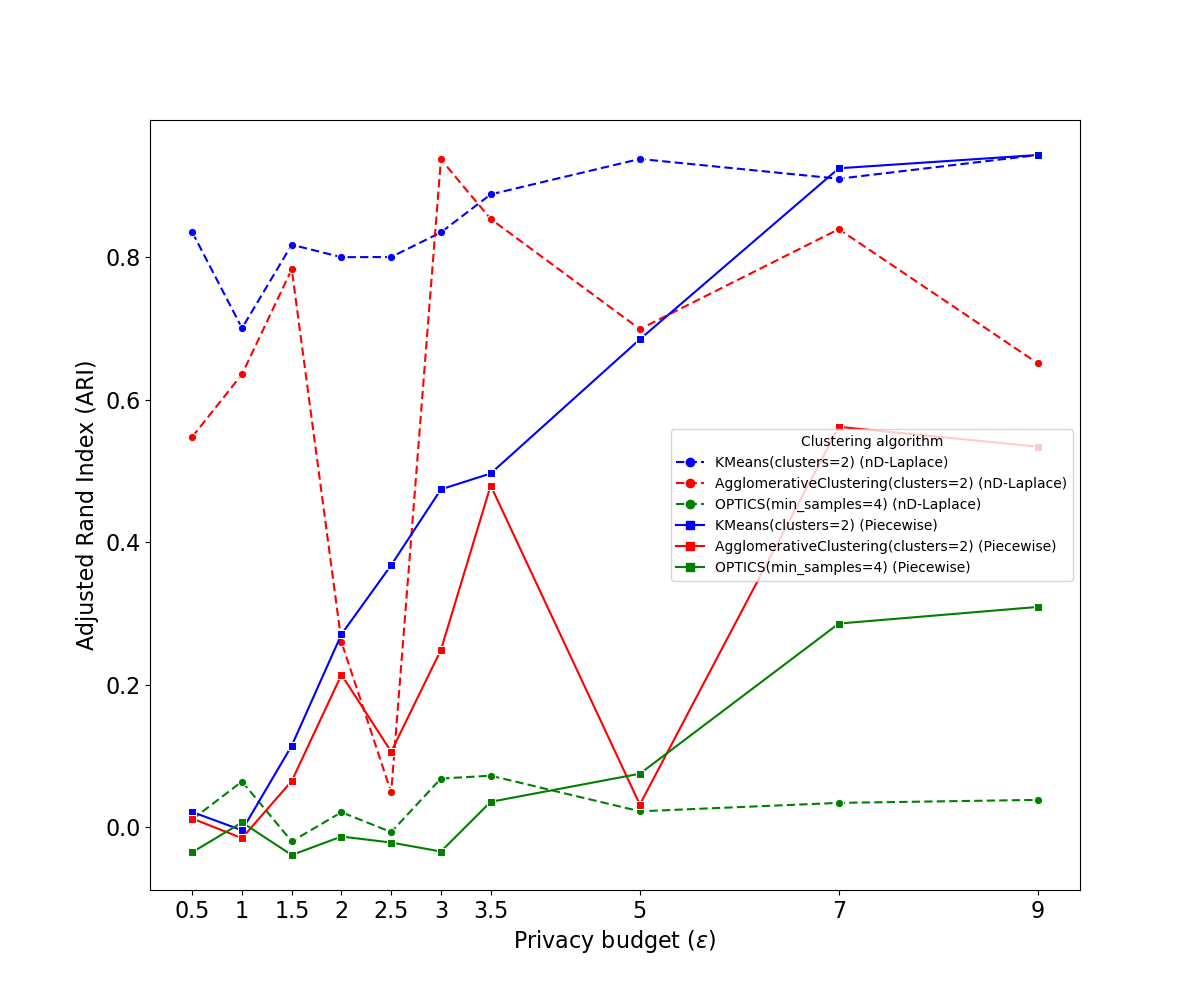 0.8
0.6
0.4
0.2
0.0
Adjusted Rand Index (ARI)
Clustering algorithm
KMeans(clusters=2) (nD-Laplace)
AgglomerativeClustering(clusters=2) (nD-Laplace)
OPTICS(min_samples=4) (nD-Laplace)
KMeans(clusters=2) (Piecewise)
AgglomerativeClustering(clusters=2) (Piecewise)
OPTICS(min_samples=4) (Piecewise)
0.5 1 1.5 2 2.5 3 3.5 5 7 9
Privacy budget (ε)